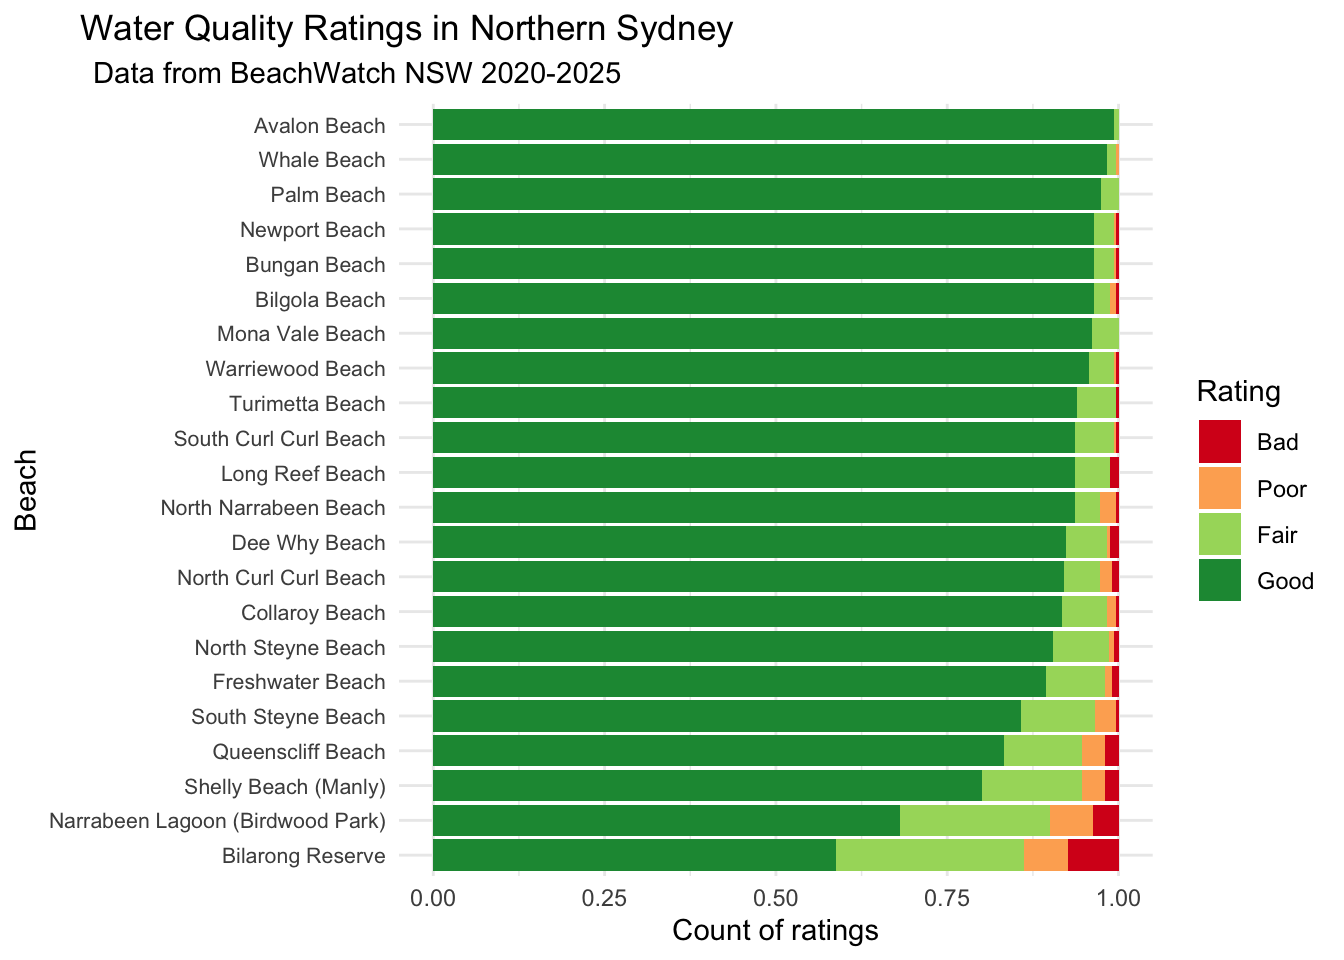 Water Quality Ratings in Northern Sydney
Data from BeachWatch NSW 2020-2025
Beach
Avalon Beach
Whale Beach
Palm Beach
Newport Beach
Bungan Beach
Bilgola Beach
Mona Vale Beach
Warriewood Beach
Turimetta Beach
South Curl Curl Beach
Long Reef Beach
North Narrabeen Beach
Dee Why Beach
North Curl Curl Beach
Collaroy Beach
North Steyne Beach
Freshwater Beach
South Steyne Beach
Queenscliff Beach
Shelly Beach (Manly)
Narrabeen Lagoon (Birdwood Park)
Bilarong Reserve
0.00 0.25 0.50 0.75 1.00
Count of ratings
Rating
Bad
Poor
Fair
Good